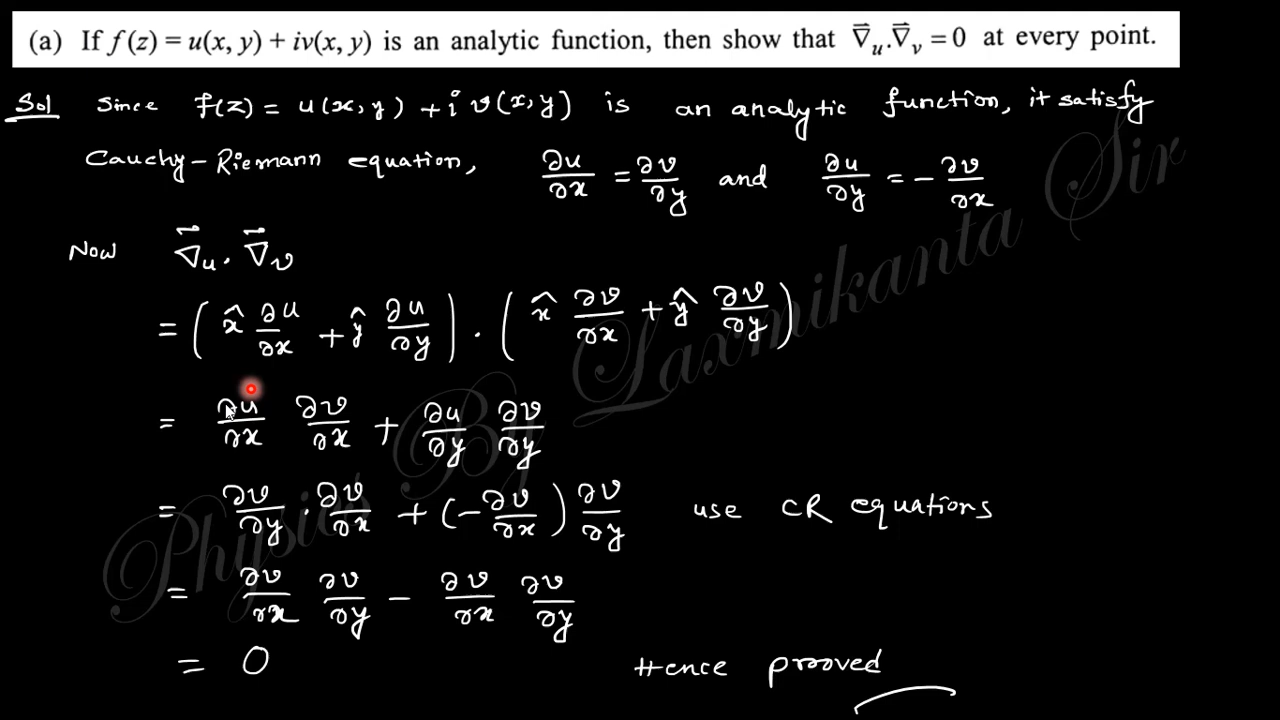 (a) If f(z) = u(x, y) + iv(x, y) is an analytic function, then show that ∇⃗u.∇⃗v = 0 at every point.
Sol Since f(z) = u(x,y) + i v(x,y) is an analytic function, it satisfy
Cauchy-Riemann equation, ∂u/∂x = ∂v/∂y and ∂u/∂y = - ∂v/∂x
Now ∇⃗u . ∇⃗v
= (x̂ ∂u/∂x + ŷ ∂u/∂y) . (x̂ ∂v/∂x + ŷ ∂v/∂y)
= ∂u/∂x ∂v/∂x + ∂u/∂y ∂v/∂y
= ∂v/∂y . ∂v/∂x + (- ∂v/∂x) ∂v/∂y use CR equations
= ∂v/∂x ∂v/∂y - ∂v/∂x ∂v/∂y
= 0 Hence prooved
Physics By Laxmikanta Sir